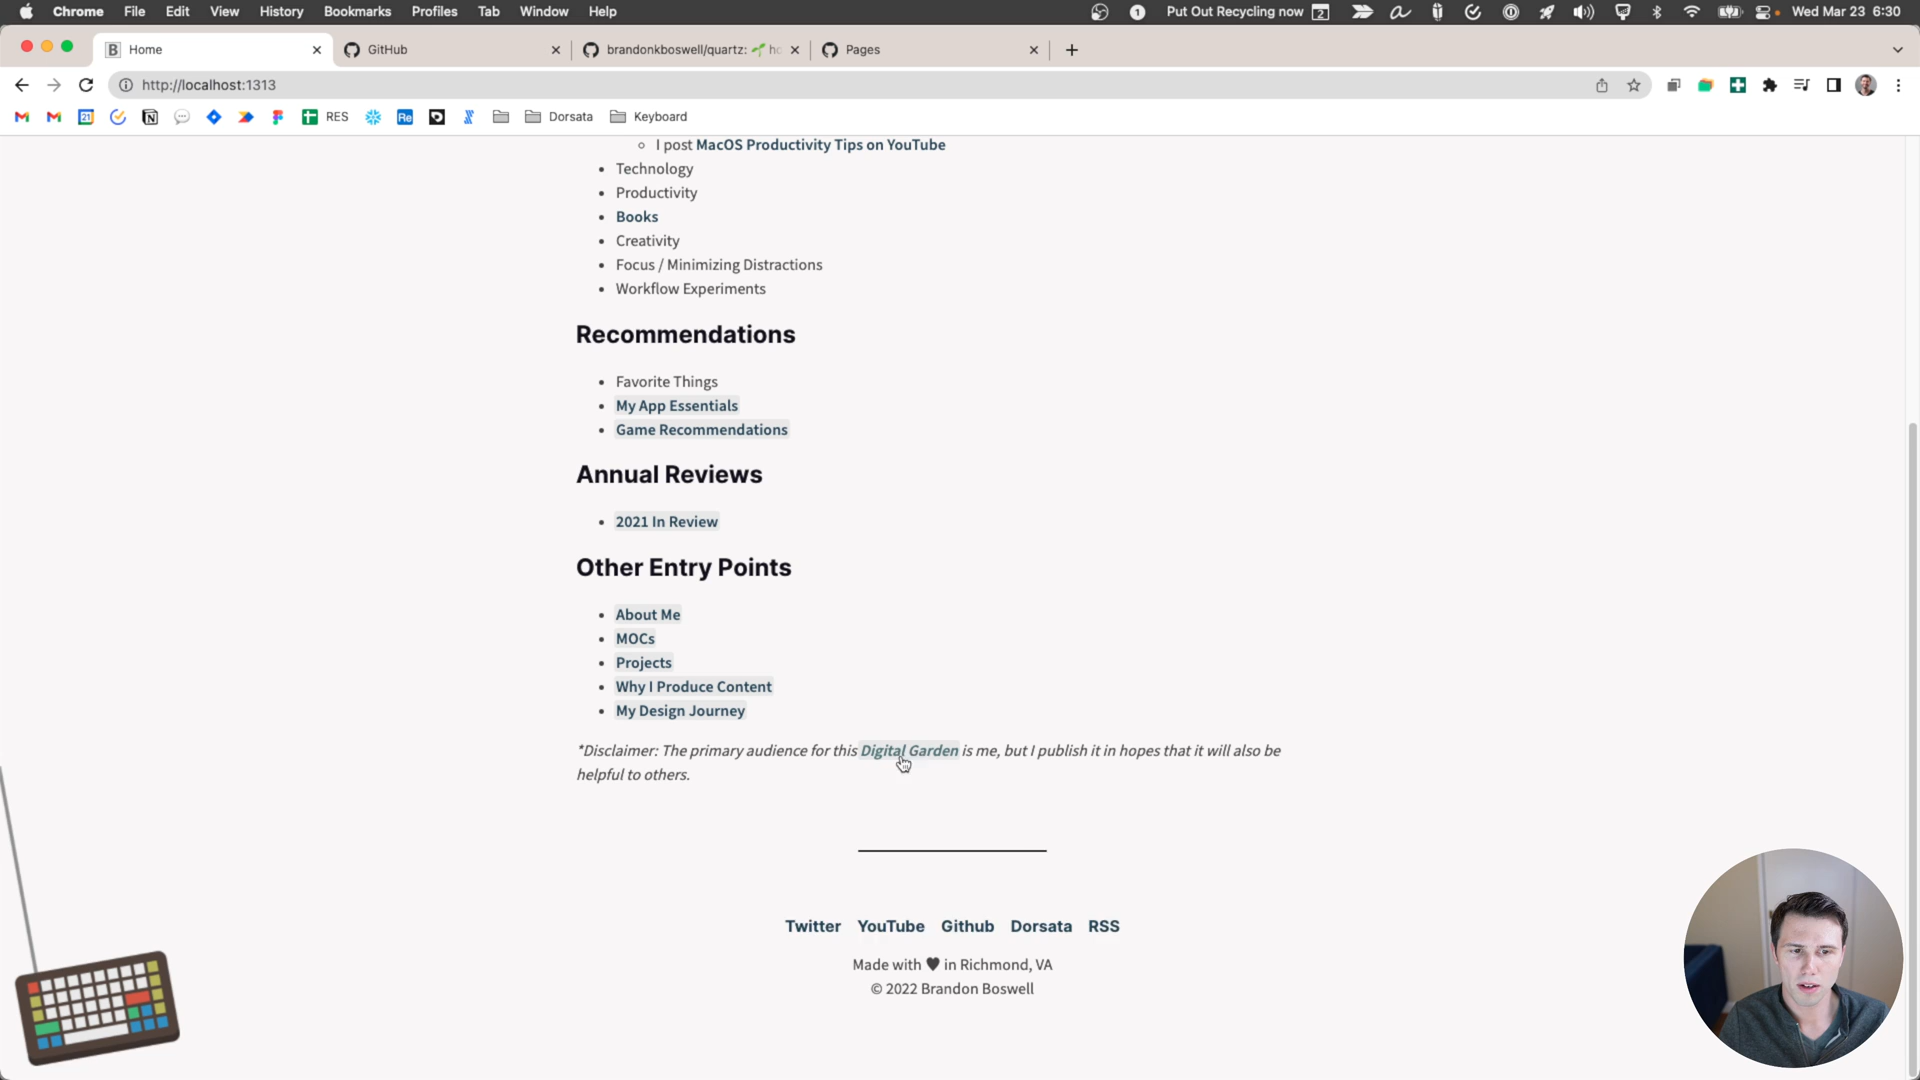 Chrome File Edit View History Bookmarks Profiles Tab Window Help 1 Put Out Recycling now 2 Wed Mar 23 6:30
B Home GitHub brandonkboswell/quartz: 🌱 ho Pages
http://localhost:1313
21 RES Re Dorsata Keyboard
I post MacOS Productivity Tips on YouTube
Technology
Productivity
Books
Creativity
Focus / Minimizing Distractions
Workflow Experiments
Recommendations
Favorite Things
My App Essentials
Game Recommendations
Annual Reviews
2021 In Review
Other Entry Points
About Me
MOCs
Projects
Why I Produce Content
My Design Journey
*Disclaimer: The primary audience for this Digital Garden is me, but I publish it in hopes that it will also be
helpful to others.
Twitter YouTube Github Dorsata RSS
Made with 🖤 in Richmond, VA
© 2022 Brandon Boswell